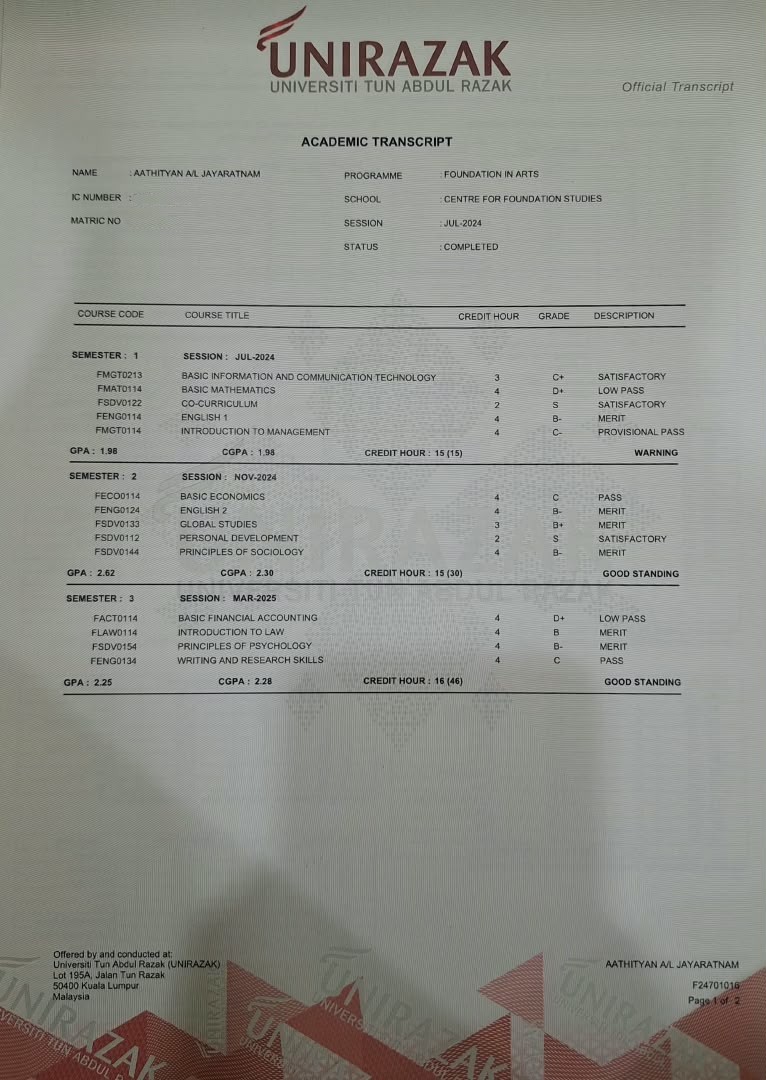 UNIRAZAK
UNIVERSITI TUN ABDUL RAZAK
Official Transcript
ACADEMIC TRANSCRIPT
NAME : AATHITYAN A/L JAYARATNAM PROGRAMME : FOUNDATION IN ARTS
IC NUMBER : SCHOOL : CENTRE FOR FOUNDATION STUDIES
MATRIC NO SESSION : JUL-2024
STATUS : COMPLETED
COURSE CODE COURSE TITLE CREDIT HOUR GRADE DESCRIPTION
SEMESTER : 1 SESSION : JUL-2024
FMGT0213 BASIC INFORMATION AND COMMUNICATION TECHNOLOGY 3 C+ SATISFACTORY
FMAT0114 BASIC MATHEMATICS 4 D+ LOW PASS
FSDV0122 CO-CURRICULUM 2 S SATISFACTORY
FENG0114 ENGLISH 1 4 B- MERIT
FMGT0114 INTRODUCTION TO MANAGEMENT 4 C- PROVISIONAL PASS
GPA : 1.98 CGPA : 1.98 CREDIT HOUR : 15 (15) WARNING
SEMESTER : 2 SESSION : NOV-2024
FECO0114 BASIC ECONOMICS 4 C PASS
FENG0124 ENGLISH 2 4 B- MERIT
FSDV0133 GLOBAL STUDIES 3 B+ MERIT
FSDV0112 PERSONAL DEVELOPMENT 2 S SATISFACTORY
FSDV0144 PRINCIPLES OF SOCIOLOGY 4 B- MERIT
GPA : 2.62 CGPA : 2.30 CREDIT HOUR : 15 (30) GOOD STANDING
SEMESTER : 3 SESSION : MAR-2025
FACT0114 BASIC FINANCIAL ACCOUNTING 4 D+ LOW PASS
FLAW0114 INTRODUCTION TO LAW 4 B MERIT
FSDV0154 PRINCIPLES OF PSYCHOLOGY 4 B- MERIT
FENG0134 WRITING AND RESEARCH SKILLS 4 C PASS
GPA : 2.25 CGPA : 2.28 CREDIT HOUR : 16 (46) GOOD STANDING
Offered by and conducted at:
Universiti Tun Abdul Razak (UNIRAZAK)
Lot 195A, Jalan Tun Razak
50400 Kuala Lumpur
Malaysia
AATHITYAN A/L JAYARATNAM
F24701016
Page 1 of 2